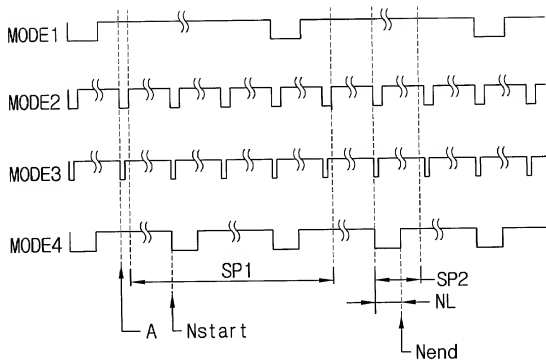 MODE1
MODE2
MODE3
MODE4
SP1
SP2
NL
A
Nstart
Nend